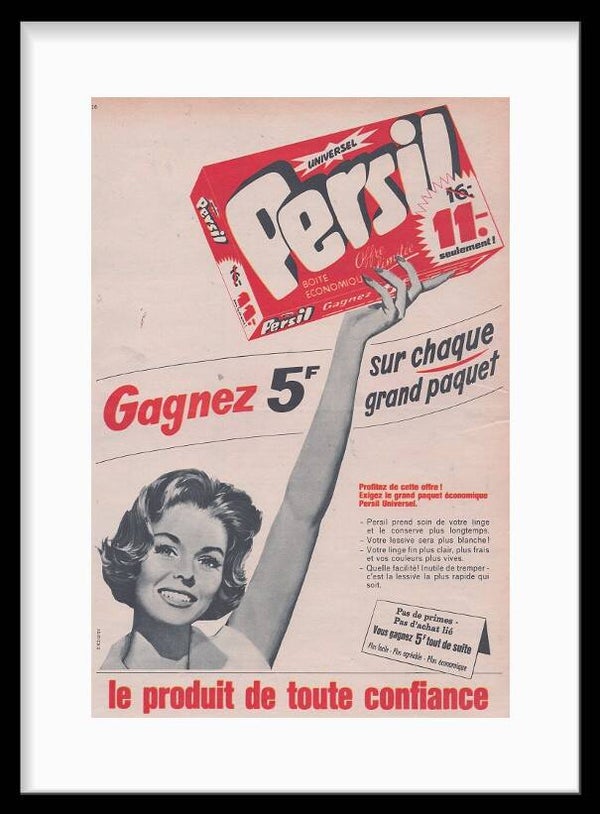 16
UNIVERSEL
Persil
Persil
16.-
11.-
seulement!
Offre limitée
BOITE
ECONOMIQUE
11.-
Persil
Gagnez
Gagnez 5F
sur chaque
grand paquet
Profitez de cette offre !
Exigez le grand paquet économique
Persil Universel.
- Persil prend soin de votre linge
et le conserve plus longtemps.
- Votre lessive sera plus blanche!
- Votre linge fin plus clair, plus frais
et vos couleurs plus vives.
- Quelle facilité! Inutile de tremper -
c'est la lessive la plus rapide qui
soit.
Pas de primes -
Pas d'achat lié
Vous gagnez 5F tout de suite
Plus facile - Plus agréable - Plus économique
le produit de toute confiance